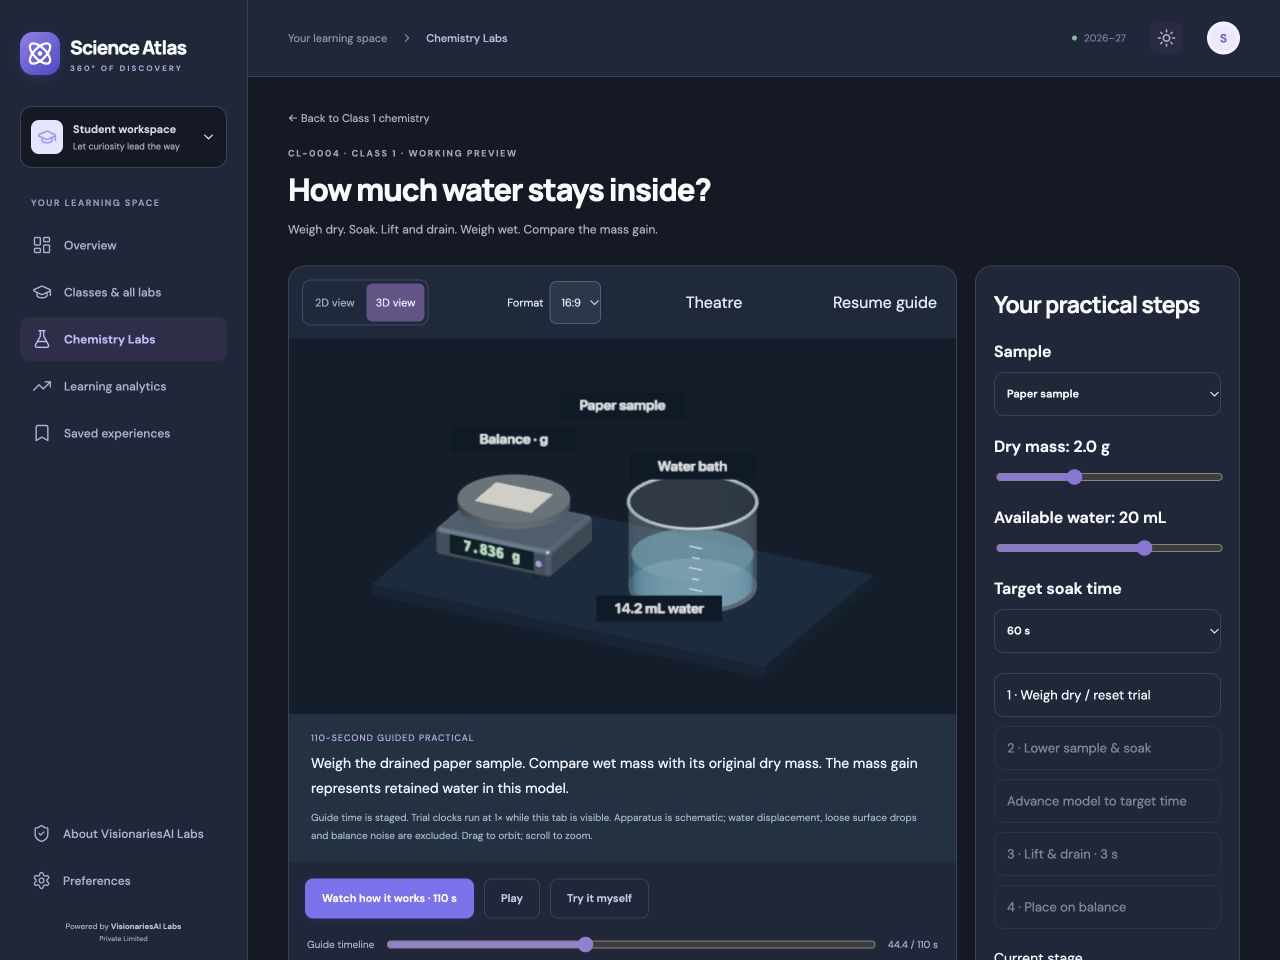 Science Atlas
360° OF DISCOVERY
Student workspace
Let curiosity lead the way
YOUR LEARNING SPACE
Overview
Classes & all labs
Chemistry Labs
Learning analytics
Saved experiences
About VisionariesAI Labs
Preferences
Powered by VisionariesAI Labs
Private Limited
Your learning space
Chemistry Labs
2026–27
S
← Back to Class 1 chemistry
CL-0004 · CLASS 1 · WORKING PREVIEW
How much water stays inside?
Weigh dry. Soak. Lift and drain. Weigh wet. Compare the mass gain.
2D view
3D view
Format
16:9
Theatre
Resume guide
Paper sample
Balance · g
Water bath
7.836 g
14.2 mL water
110-SECOND GUIDED PRACTICAL
Weigh the drained paper sample. Compare wet mass with its original dry mass. The mass gain
represents retained water in this model.
Guide time is staged. Trial clocks run at 1× while this tab is visible. Apparatus is schematic; water displacement, loose surface drops
and balance noise are excluded. Drag to orbit; scroll to zoom.
Watch how it works · 110 s
Play
Try it myself
Guide timeline
44.4 / 110 s
Your practical steps
Sample
Paper sample
Dry mass: 2.0 g
Available water: 20 mL
Target soak time
60 s
1 · Weigh dry / reset trial
2 · Lower sample & soak
Advance model to target time
3 · Lift & drain · 3 s
4 · Place on balance
Current stage